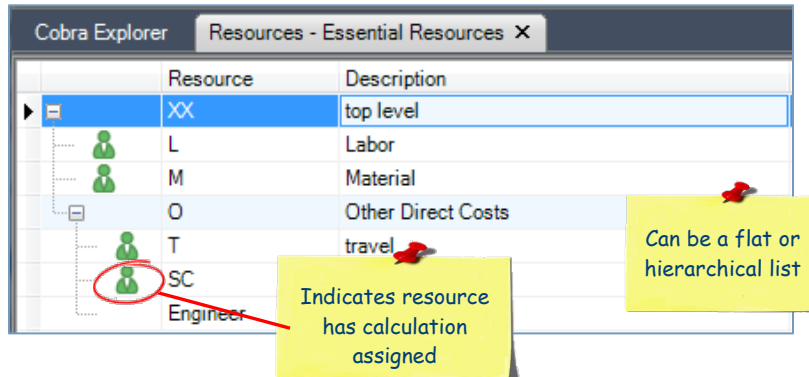 Cobra Explorer
Resources - Essential Resources X
Resource Description
XX top level
L Labor
M Material
O Other Direct Costs
T travel
SC
Engineer
Can be a flat or
hierarchical list
Indicates resource
has calculation
assigned